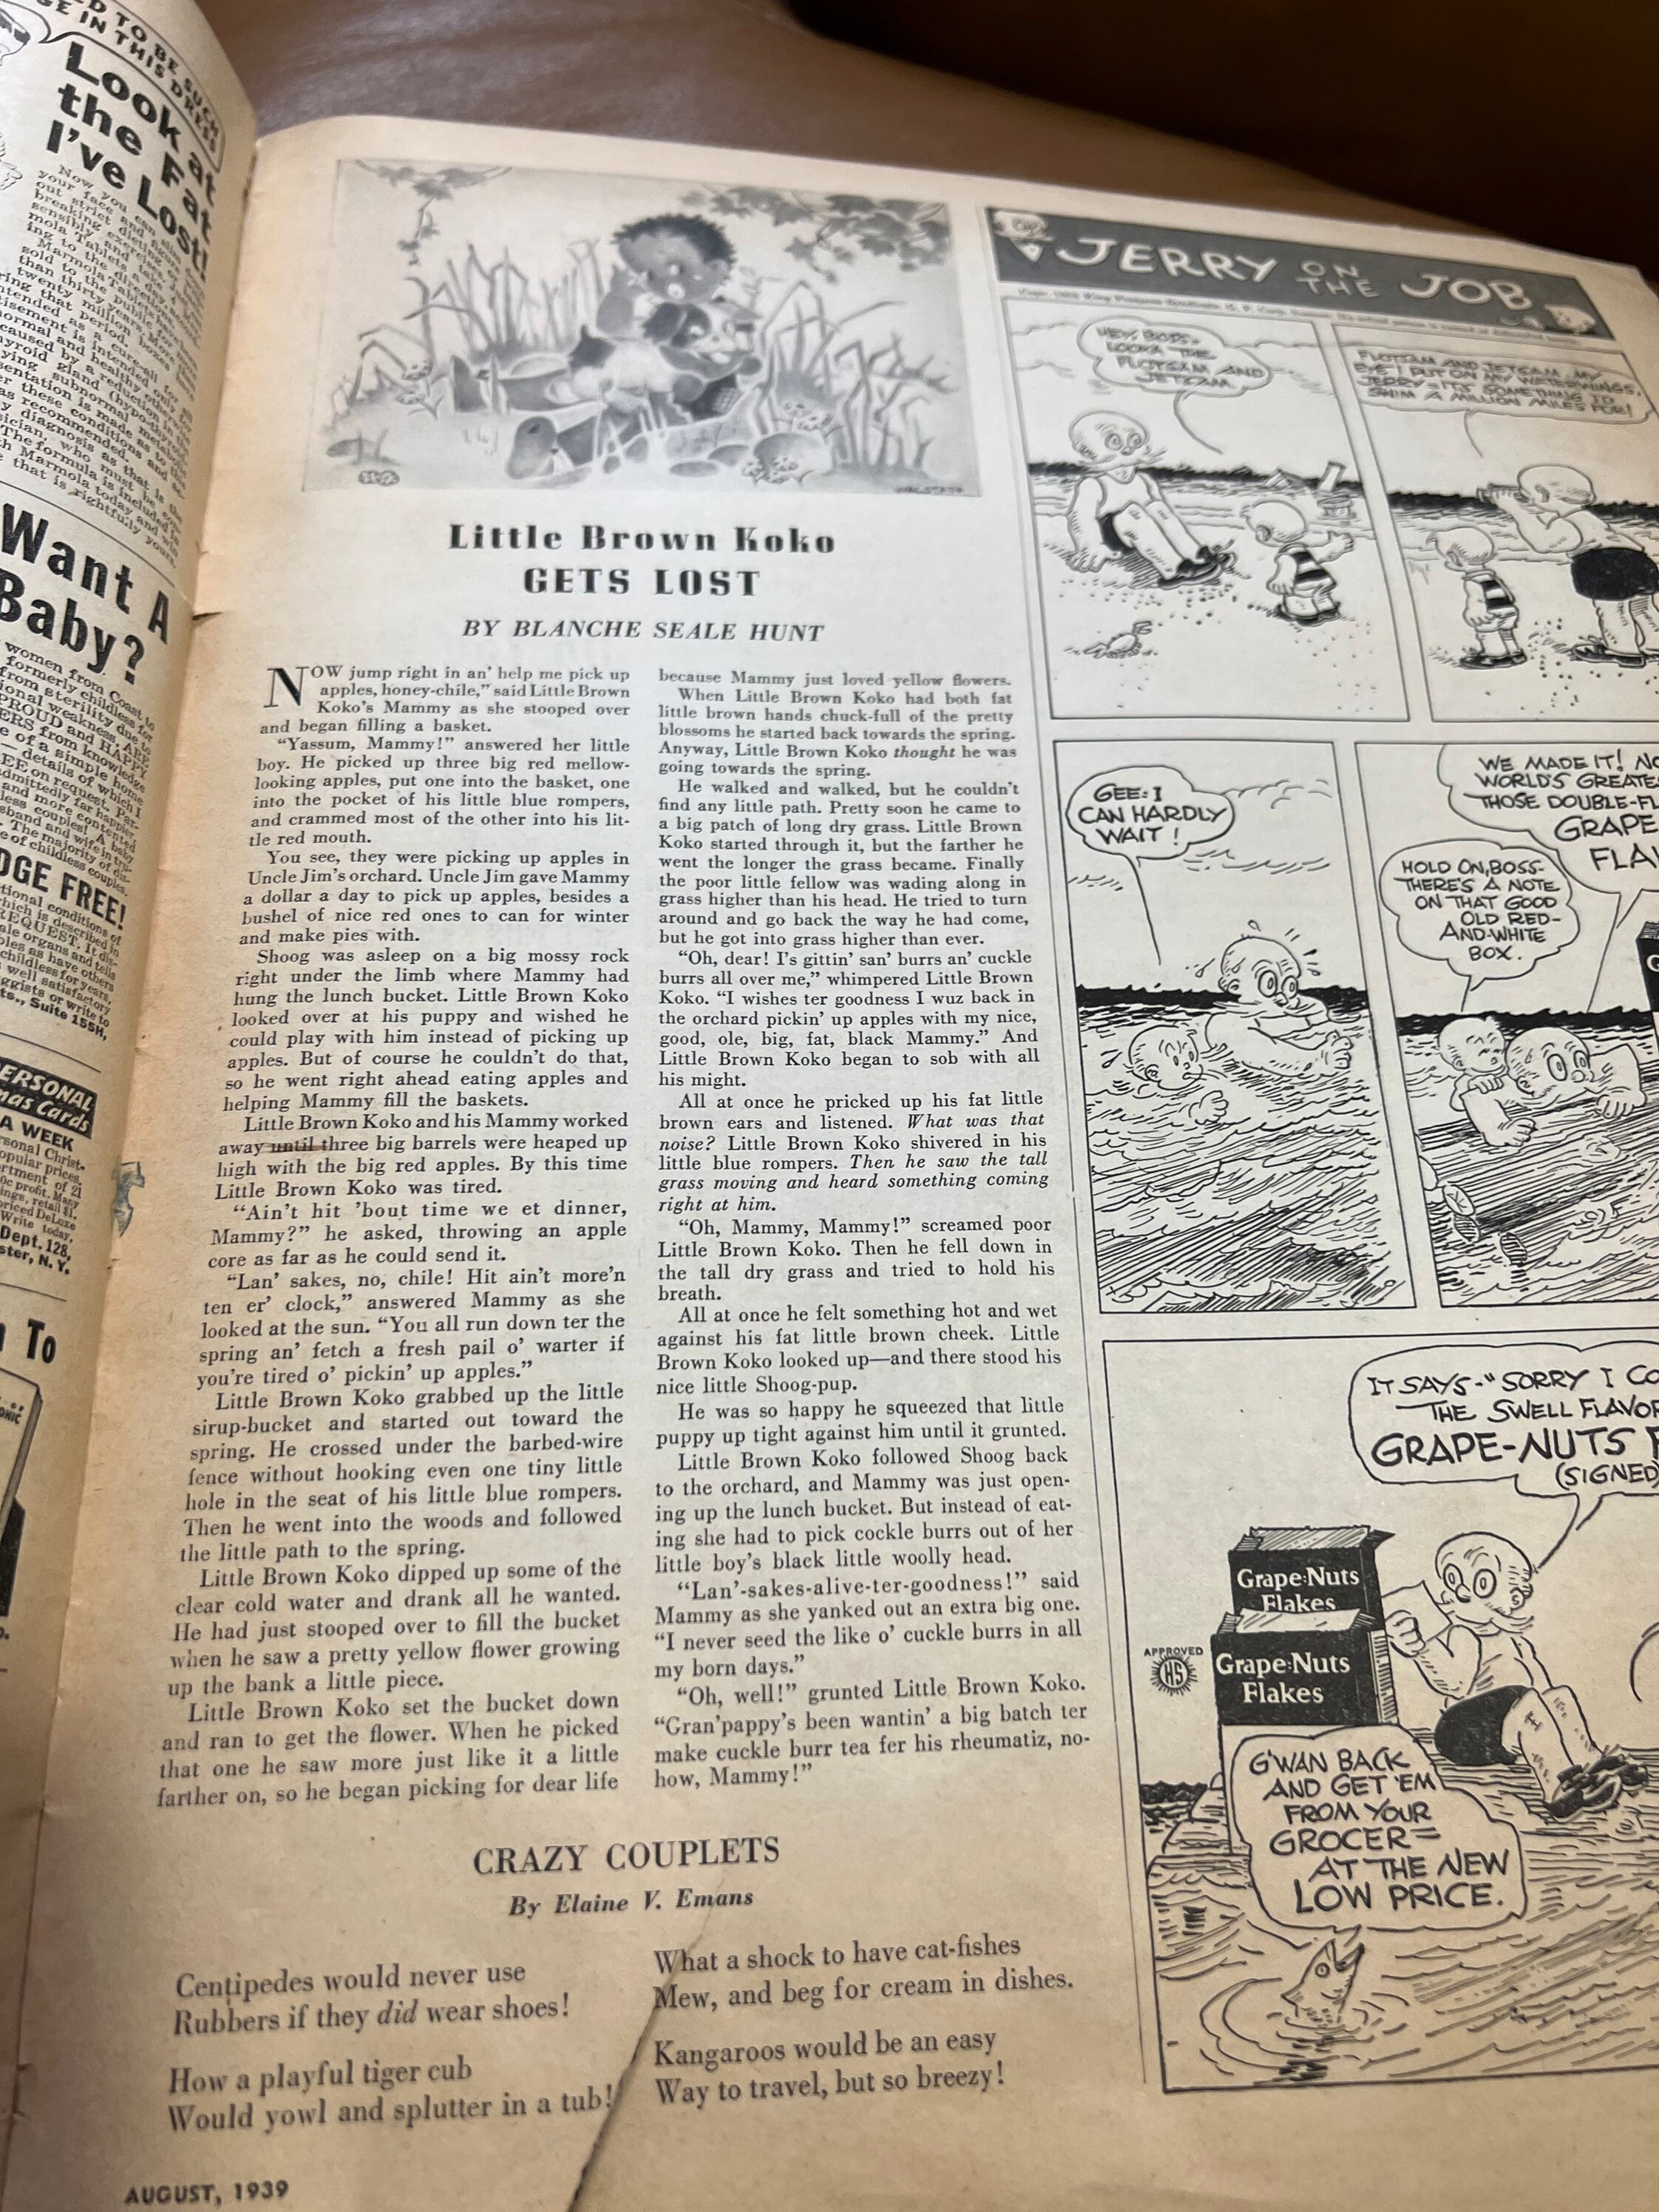 Look at
the Fat
I've Lost!
Want A
Baby?
women from Coast to
formerly childless for
PROUD and HAPPY
DGE FREE!
PERSONAL
A WEEK
Dept. 128,
ster, N. Y.
To
Little Brown Koko
GETS LOST
BY BLANCHE SEALE HUNT
NOW jump right in an' help me pick up
apples, honey-chile," said Little Brown
Koko's Mammy as she stooped over
and began filling a basket.
"Yassum, Mammy!" answered her little
boy. He picked up three big red mellow-
looking apples, put one into the basket, one
into the pocket of his little blue rompers,
and crammed most of the other into his lit-
tle red mouth.
You see, they were picking up apples in
Uncle Jim's orchard. Uncle Jim gave Mammy
a dollar a day to pick up apples, besides a
bushel of nice red ones to can for winter
and make pies with.
Shoog was asleep on a big mossy rock
right under the limb where Mammy had
hung the lunch bucket. Little Brown Koko
looked over at his puppy and wished he
could play with him instead of picking up
apples. But of course he couldn't do that,
so he went right ahead eating apples and
helping Mammy fill the baskets.
Little Brown Koko and his Mammy worked
away until three big barrels were heaped up
high with the big red apples. By this time
Little Brown Koko was tired.
"Ain't hit 'bout time we et dinner,
Mammy?" he asked, throwing an apple
core as far as he could send it.
"Lan' sakes, no, chile! Hit ain't more'n
ten er' clock," answered Mammy as she
looked at the sun. "You all run down ter the
spring an' fetch a fresh pail o' warter if
you're tired o' pickin' up apples."
Little Brown Koko grabbed up the little
sirup-bucket and started out toward the
spring. He crossed under the barbed-wire
fence without hooking even one tiny little
hole in the seat of his little blue rompers.
Then he went into the woods and followed
the little path to the spring.
Little Brown Koko dipped up some of the
clear cold water and drank all he wanted.
He had just stooped over to fill the bucket
when he saw a pretty yellow flower growing
up the bank a little piece.
Little Brown Koko set the bucket down
and ran to get the flower. When he picked
that one he saw more just like it a little
farther on, so he began picking for dear life
because Mammy just loved yellow flowers.
When Little Brown Koko had both fat
little brown hands chuck-full of the pretty
blossoms he started back towards the spring.
Anyway, Little Brown Koko thought he was
going towards the spring.
He walked and walked, but he couldn't
find any little path. Pretty soon he came to
a big patch of long dry grass. Little Brown
Koko started through it, but the farther he
went the longer the grass became. Finally
the poor little fellow was wading along in
grass higher than his head. He tried to turn
around and go back the way he had come,
but he got into grass higher than ever.
"Oh, dear! I's gittin' san' burrs an' cuckle
burrs all over me," whimpered Little Brown
Koko. "I wishes ter goodness I wuz back in
the orchard pickin' up apples with my nice,
good, ole, big, fat, black Mammy." And
Little Brown Koko began to sob with all
his might.
All at once he pricked up his fat little
brown ears and listened. What was that
noise? Little Brown Koko shivered in his
little blue rompers. Then he saw the tall
grass moving and heard something coming
right at him.
"Oh, Mammy, Mammy!" screamed poor
Little Brown Koko. Then he fell down in
the tall dry grass and tried to hold his
breath.
All at once he felt something hot and wet
against his fat little brown cheek. Little
Brown Koko looked up—and there stood his
nice little Shoog-pup.
He was so happy he squeezed that little
puppy up tight against him until it grunted.
Little Brown Koko followed Shoog back
to the orchard, and Mammy was just open-
ing up the lunch bucket. But instead of eat-
ing she had to pick cockle burrs out of her
little boy's black little woolly head.
"Lan'-sakes-alive-ter-goodness!" said
Mammy as she yanked out an extra big one.
"I never seed the like o' cuckle burrs in all
my born days."
"Oh, well!" grunted Little Brown Koko.
"Gran'pappy's been wantin' a big batch ter
make cuckle burr tea fer his rheumatiz, no-
how, Mammy!"
CRAZY COUPLETS
By Elaine V. Emans
Centipedes would never use
Rubbers if they did wear shoes!
How a playful tiger cub
Would yowl and splutter in a tub!
What a shock to have cat-fishes
Mew, and beg for cream in dishes.
Kangaroos would be an easy
Way to travel, but so breezy!
AUGUST, 1939
JERRY ON THE JOB
HEY, BOSS-
LOOKA THE
FLOTSAM AND
JETSAM.
FLOTSAM AND JETSAM, MY
EYE! PUT ON MY WATERWINGS,
JERRY = IT'S SOMETHING I'D
SWIM A MILLION MILES FOR!
GEE: I
CAN HARDLY
WAIT!
WE MADE IT! NO
WORLD'S GREATES
THOSE DOUBLE-FL
GRAPE
FLA
HOLD ON, BOSS-
THERE'S A NOTE
ON THAT GOOD
OLD RED-
AND-WHITE
BOX.
IT SAYS-"SORRY I CO
THE SWELL FLAVOR
GRAPE-NUTS F
(SIGNED)
Grape-Nuts
Flakes
APPROVED
HS
Grape-Nuts
Flakes
G'WAN BACK
AND GET 'EM
FROM YOUR
GROCER=
AT THE NEW
LOW PRICE.